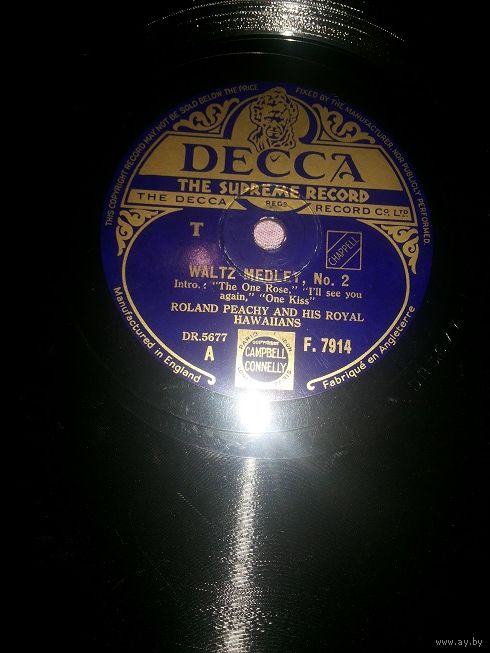 THIS COPYRIGHT RECORD MAY NOT BE SOLD BELOW THE PRICE
FIXED BY THE MANUFACTURER NOR PUBLICLY PERFORMED.
DECCA
THE SUPREME RECORD
THE DECCA REGD RECORD CO. LTD
T
CHAPPELL
WALTZ MEDLEY, No. 2
Intro.: "The One Rose," "I'll see you
again," "One Kiss"
ROLAND PEACHY AND HIS ROYAL
HAWAIIANS
DR.5677
A
F. 7914
COPYRIGHT
CAMPBELL
CONNELLY
Manufactured in England
Fabriqué en Angleterre
www.ay.by